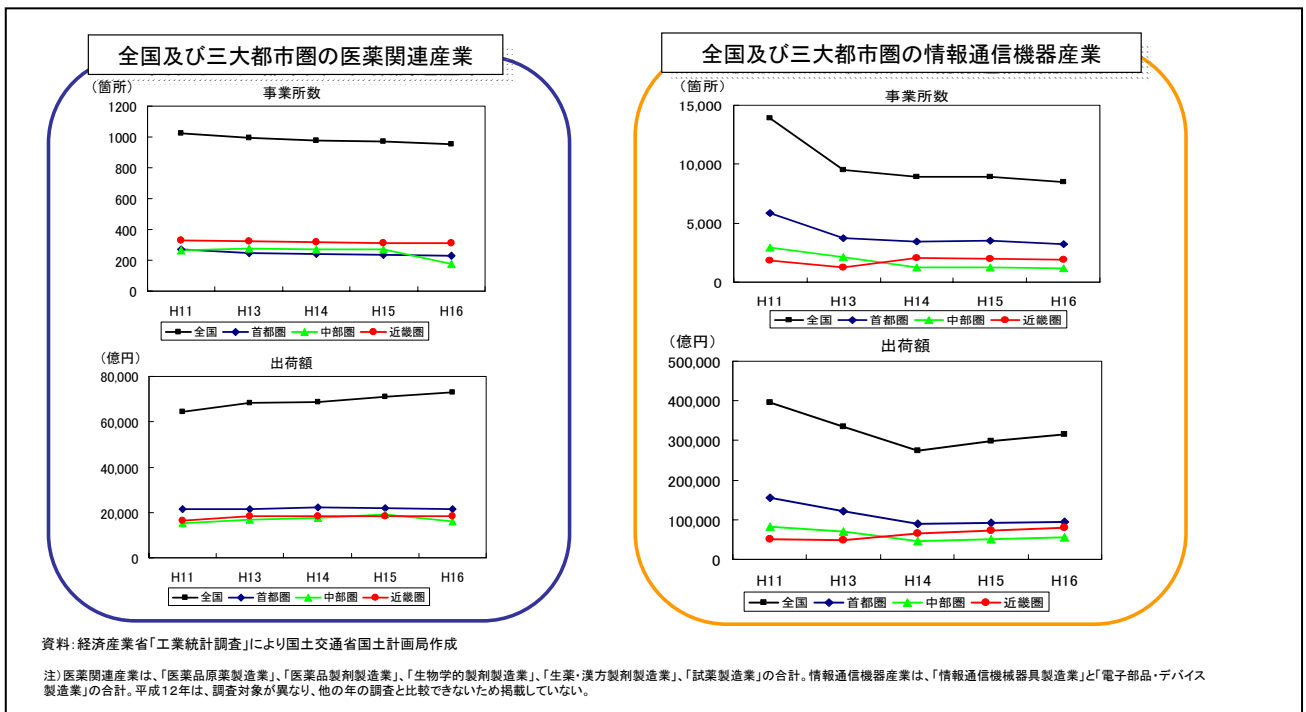 全国及び三大都市圏の医薬関連産業
(箇所)
事業所数
1200
1000
800
600
400
200
0
H11 H13 H14 H15 H16
全国 首都圏 中部圏 近畿圏
(億円)
出荷額
80,000
60,000
40,000
20,000
0
H11 H13 H14 H15 H16
全国 首都圏 中部圏 近畿圏
全国及び三大都市圏の情報通信機器産業
(箇所)
事業所数
15,000
10,000
5,000
0
H11 H13 H14 H15 H16
全国 首都圏 中部圏 近畿圏
(億円)
出荷額
500,000
400,000
300,000
200,000
100,000
0
H11 H13 H14 H15 H16
全国 首都圏 中部圏 近畿圏
資料:経済産業省「工業統計調査」により国土交通省国土計画局作成
注)医薬関連産業は、「医薬品原薬製造業」、「医薬品製剤製造業」、「生物学的製剤製造業」、「生薬・漢方製剤製造業」、「試薬製造業」の合計。情報通信機器産業は、「情報通信機械器具製造業」と「電子部品・デバイス
製造業」の合計。平成12年は、調査対象が異なり、他の年の調査と比較できないため掲載していない。